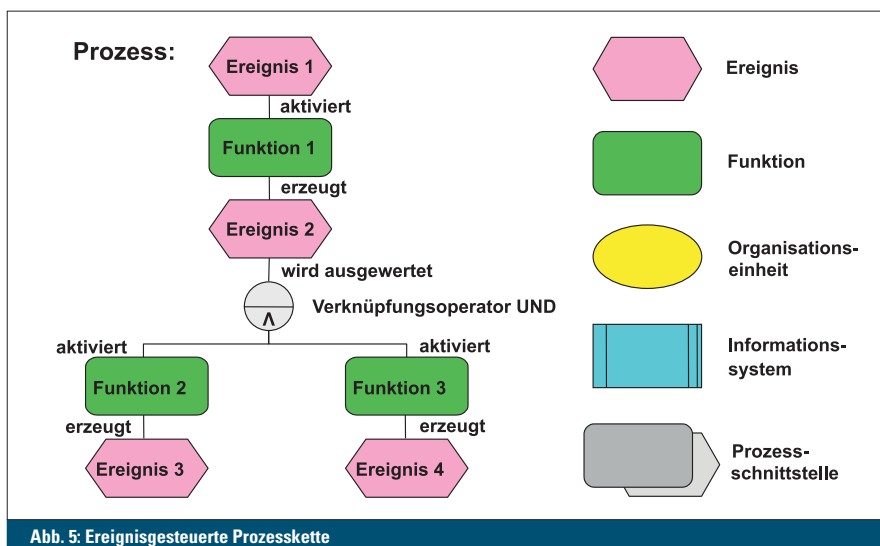 Prozess:
Ereignis 1
aktiviert
Funktion 1
erzeugt
Ereignis 2
wird ausgewertet
Verknüpfungsoperator UND
∧
aktiviert
aktiviert
Funktion 2
Funktion 3
erzeugt
erzeugt
Ereignis 3
Ereignis 4
Ereignis
Funktion
Organisations-
einheit
Informations-
system
Prozess-
schnittstelle
Abb. 5: Ereignisgesteuerte Prozesskette